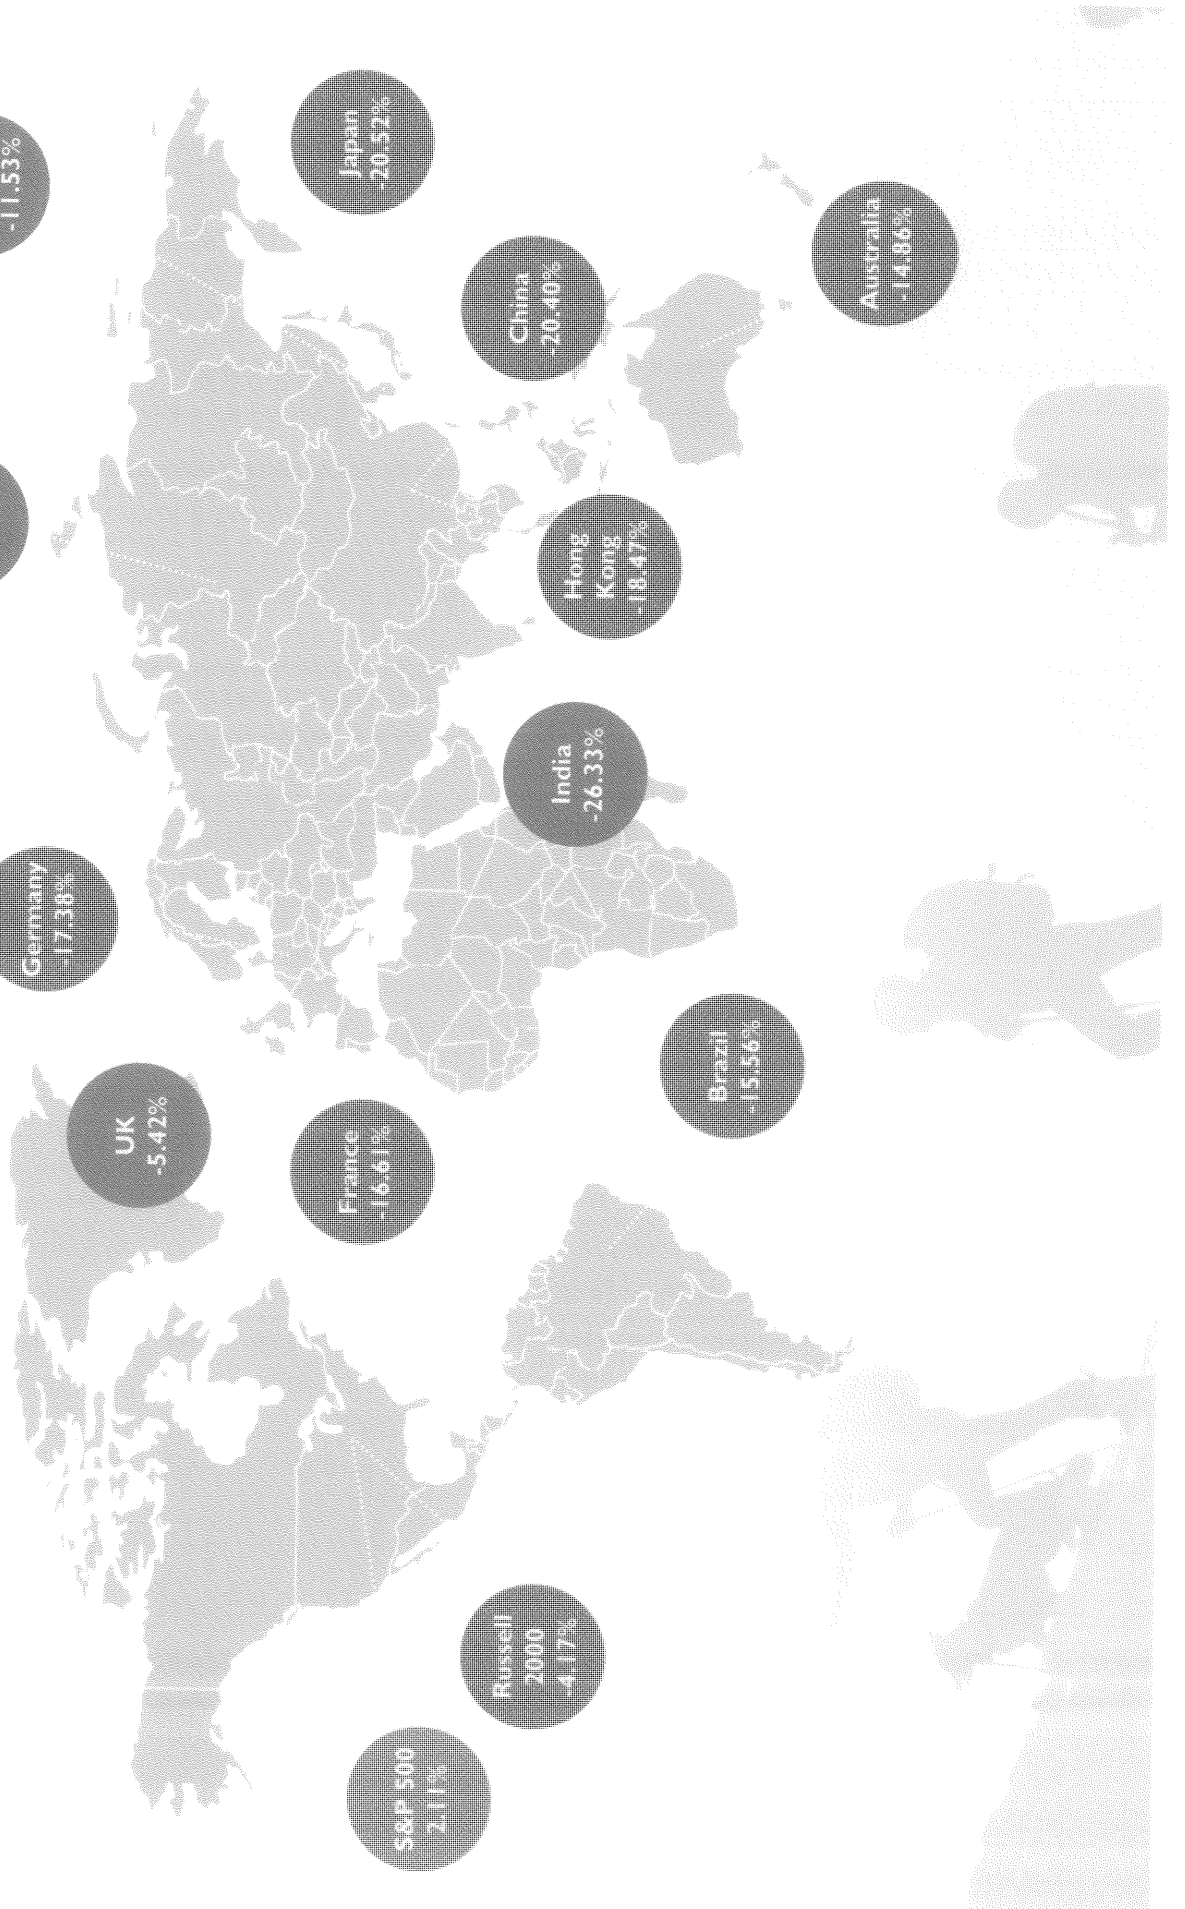 -11.53%
Germany
-17.38%
UK
-5.42%
France
-16.61%
Japan
-20.52%
China
-20.40%
Hong
Kong
-18.47%
India
-26.33%
Brazil
-15.56%
Australia
-14.86%
S&P 500
2.11%
Russell
2000
-4.17%